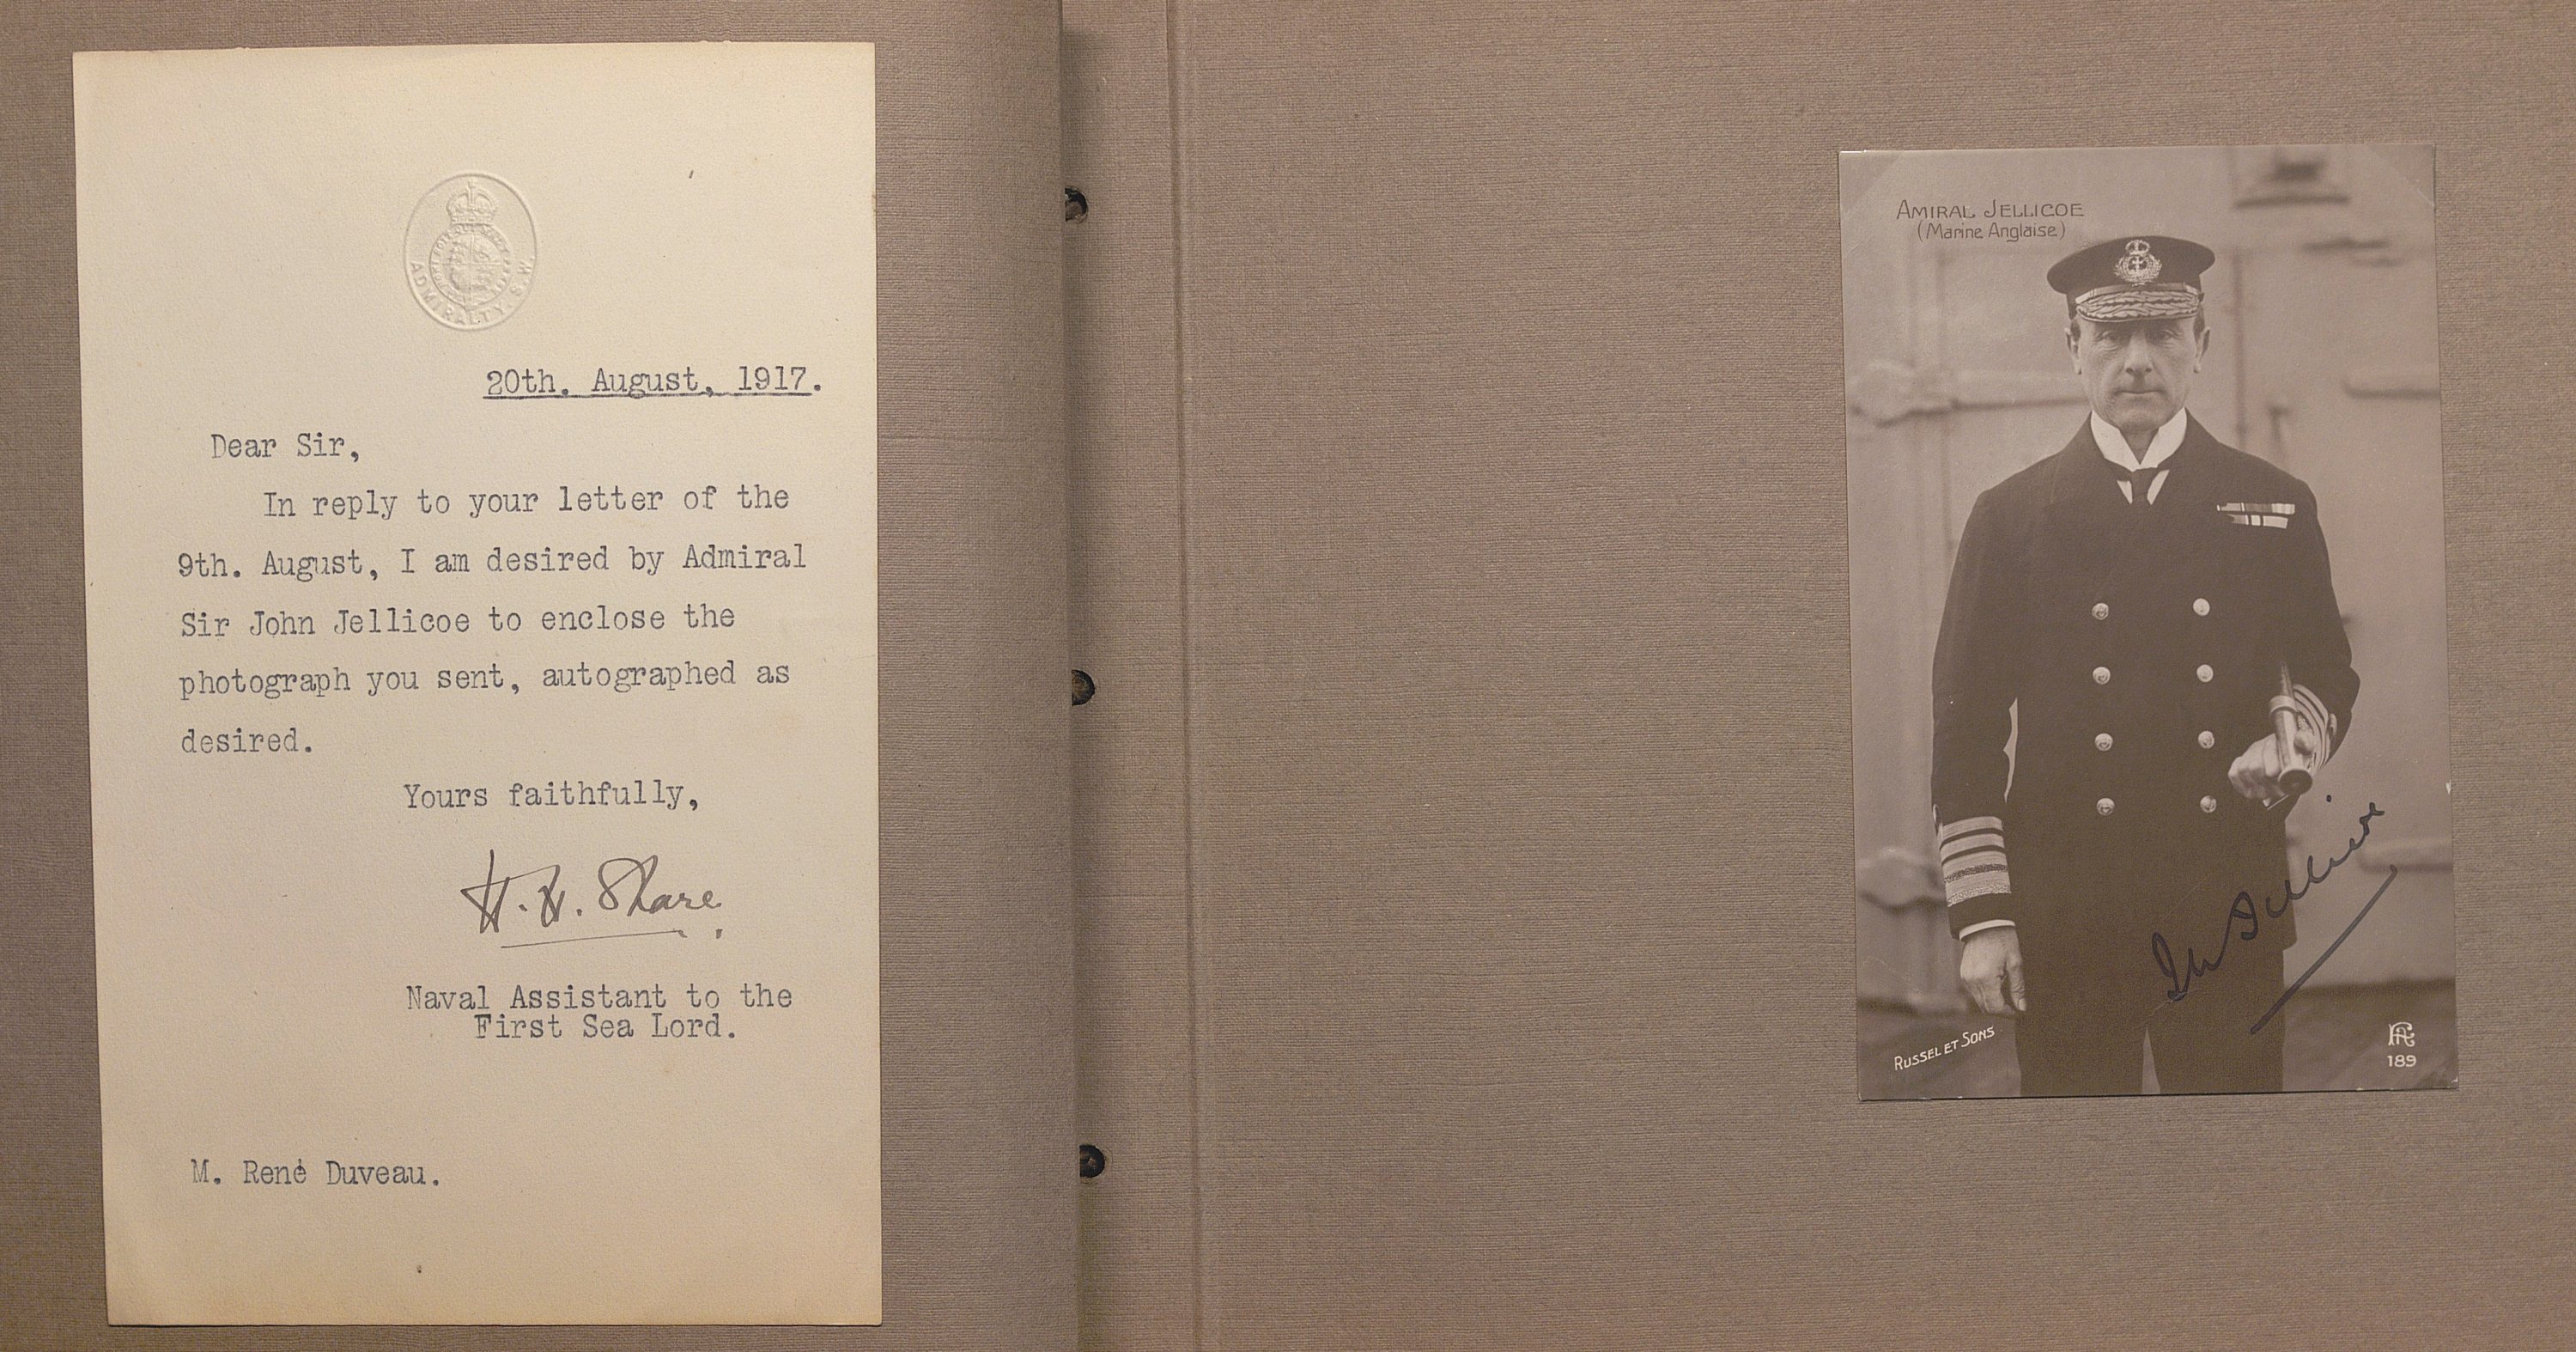 ADMIRALTY. S.W.
20th. August, 1917.
Dear Sir,
In reply to your letter of the
9th. August, I am desired by Admiral
Sir John Jellicoe to enclose the
photograph you sent, autographed as
desired.
Yours faithfully,
H. H. Share.
Naval Assistant to the
First Sea Lord.
M. René Duveau.
AMIRAL JELLICOE
(Marine Anglaise)
Jellicoe
RUSSEL ET SONS
189